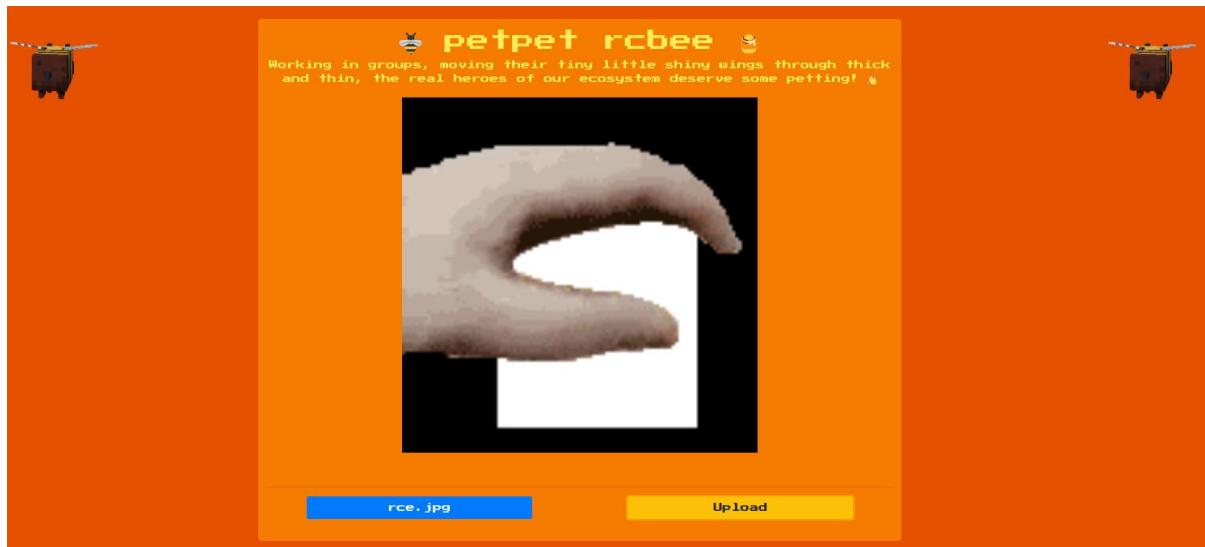 petpet rcbee
Working in groups, moving their tiny little shiny wings through thick
and thin, the real heroes of our ecosystem deserve some petting!
rce.jpg
Upload